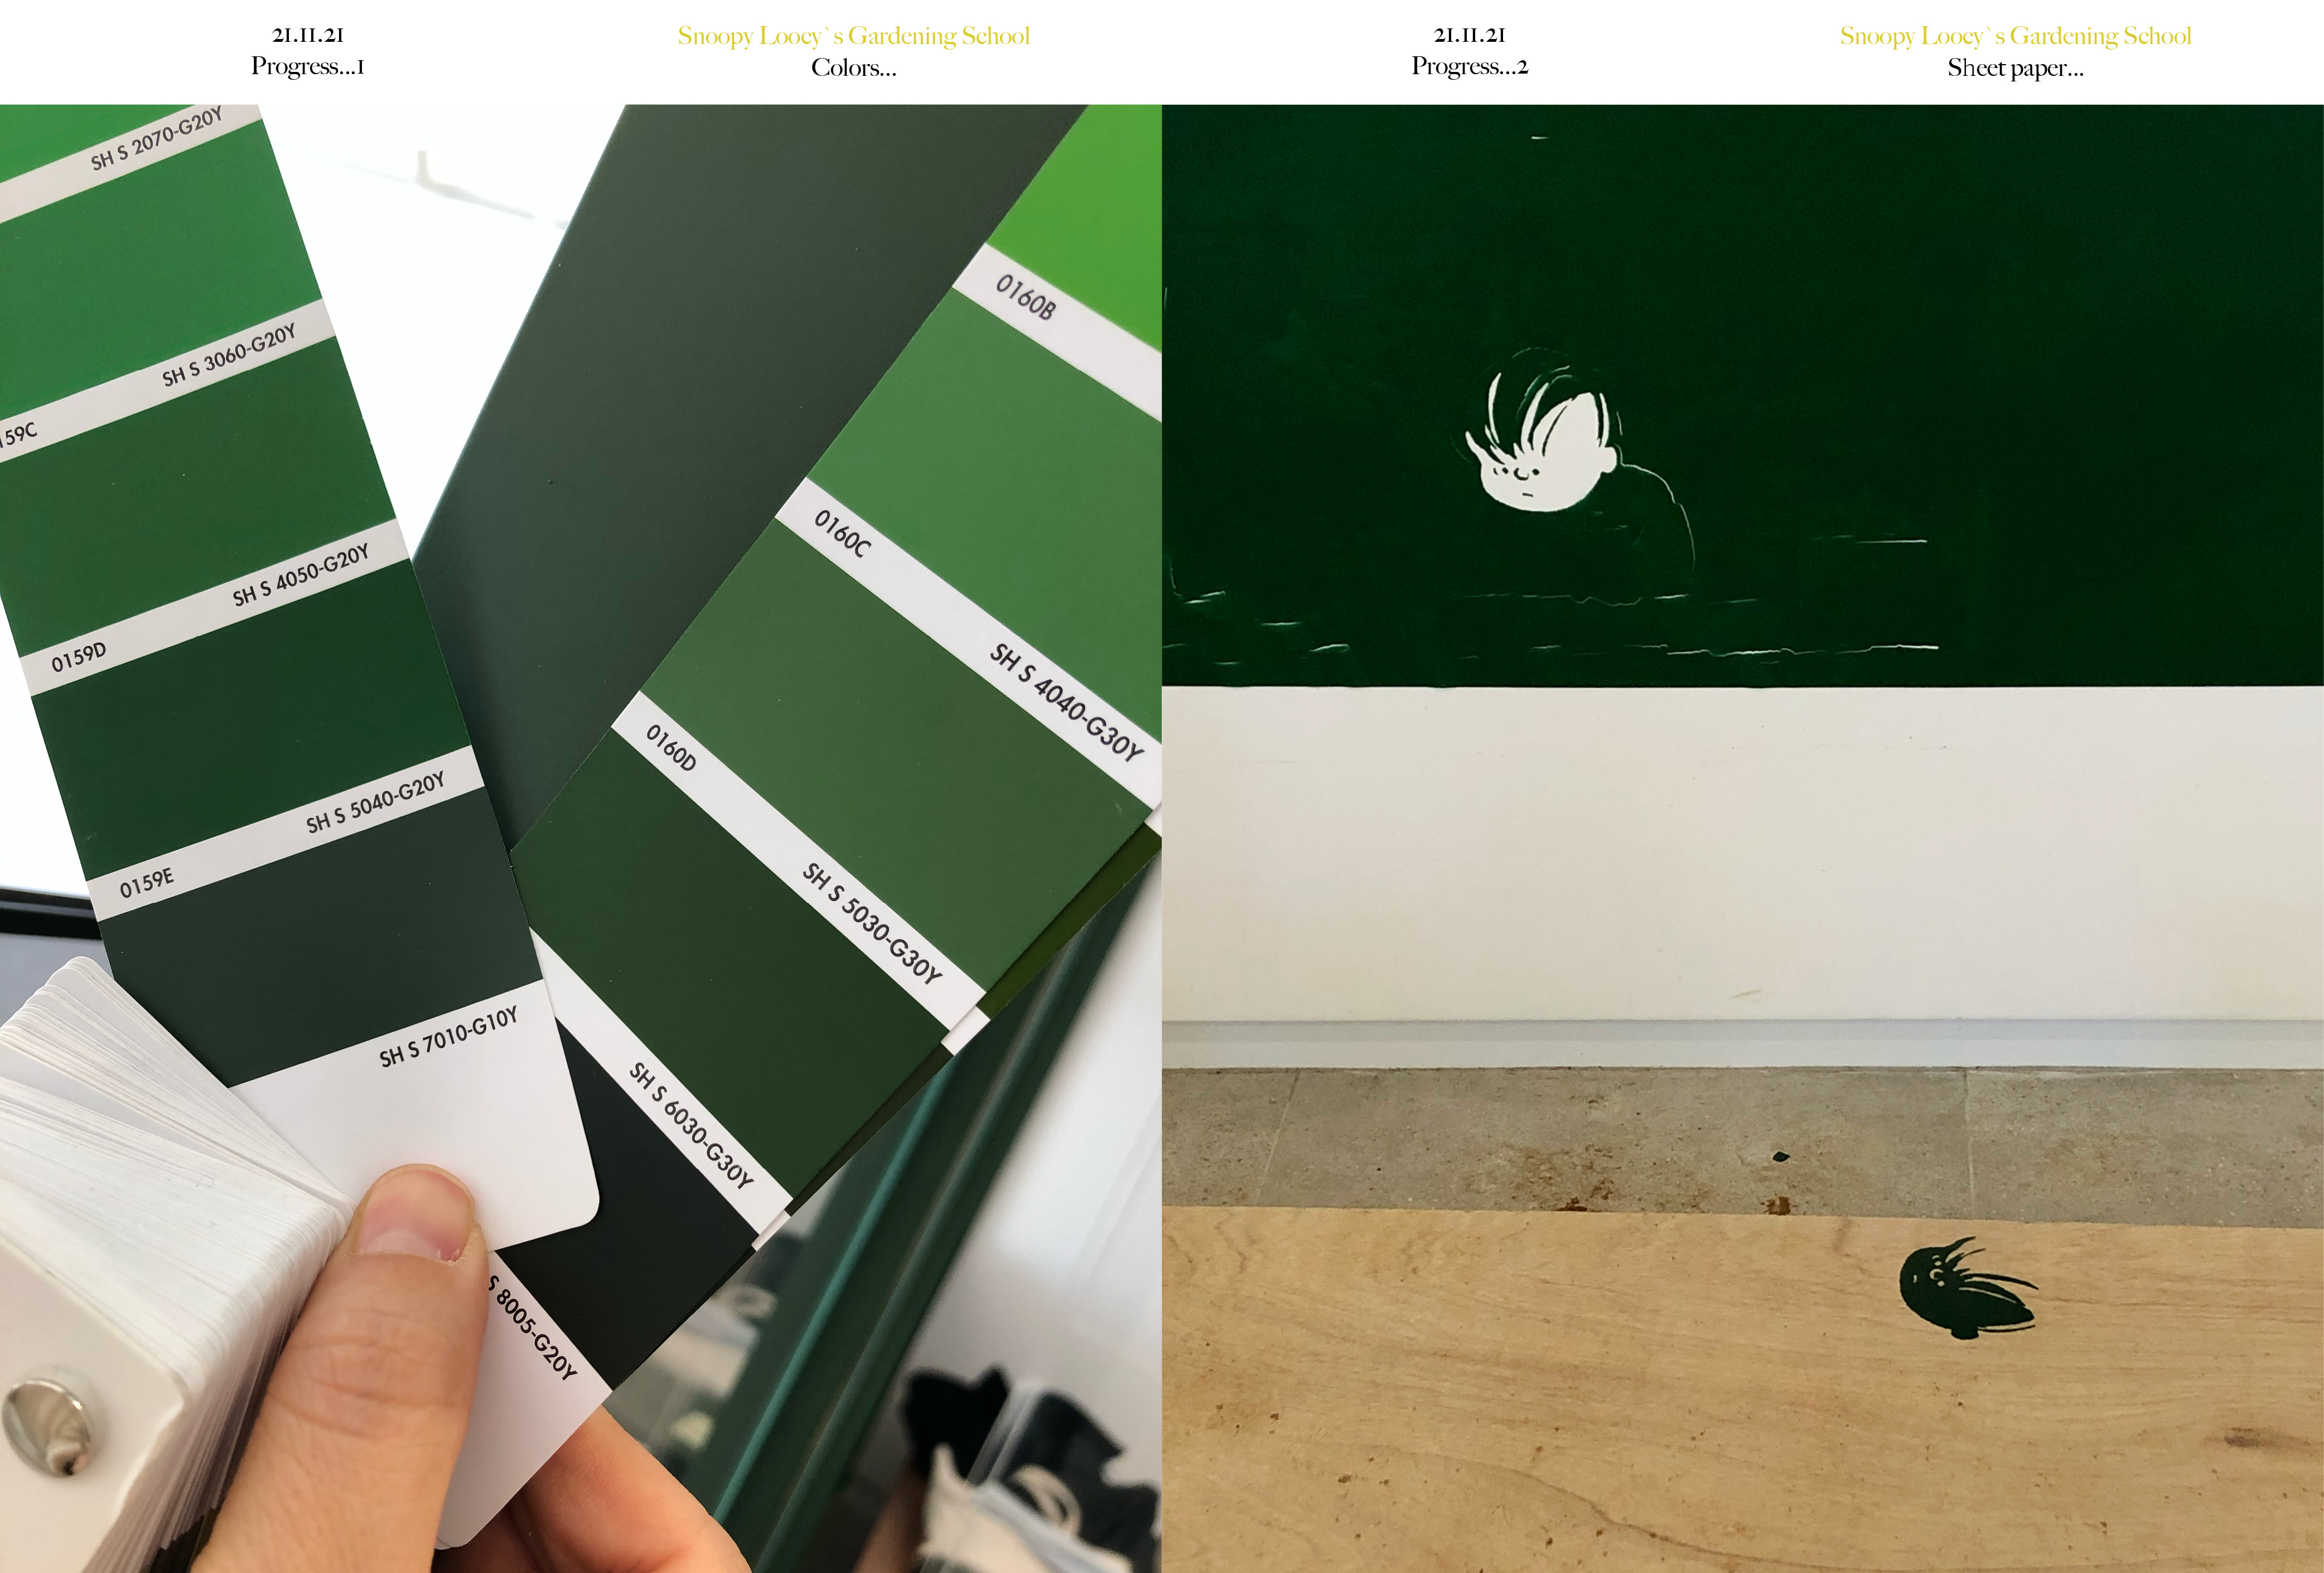 21.11.21
Progress...1
Snoopy Loocy`s Gardening School
Colors...
21.11.21
Progress...2
Snoopy Loocy`s Gardening School
Sheet paper...
SH S 2070-G20Y
SH S 3060-G20Y
159C
SH S 4050-G20Y
0159D
SH S 5040-G20Y
0159E
SH S 7010-G10Y
0160B
0160C
SH S 4040-G30Y
0160D
SH S 5030-G30Y
SH S 6030-G30Y
S 8005-G20Y